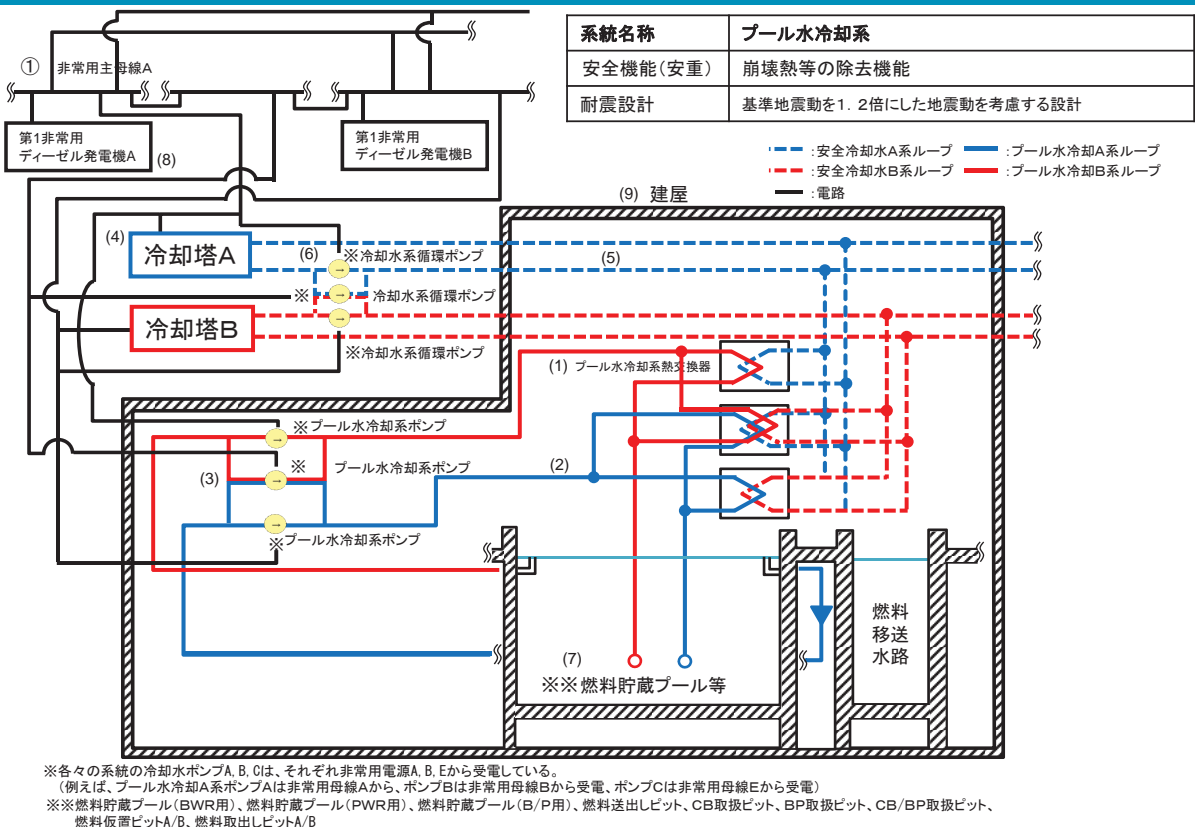 系統名称 プール水冷却系
安全機能(安重) 崩壊熱等の除去機能
耐震設計 基準地震動を1.2倍にした地震動を考慮する設計
① 非常用主母線A
第1非常用
ディーゼル発電機A
(8)
第1非常用
ディーゼル発電機B
:安全冷却水A系ループ :プール水冷却A系ループ
:安全冷却水B系ループ :プール水冷却B系ループ
:電路
(9) 建屋
(4)
冷却塔A
(6)
※冷却水系循環ポンプ
(5)
※ 冷却水系循環ポンプ
冷却塔B
※冷却水系循環ポンプ
(1) プール水冷却系熱交換器
※プール水冷却系ポンプ
※ プール水冷却系ポンプ
(2)
(3)
※プール水冷却系ポンプ
燃料
移送
水路
(7)
※※燃料貯蔵プール等
※各々の系統の冷却水ポンプA,B,Cは、それぞれ非常用電源A,B,Eから受電している。
(例えば、プール水冷却A系ポンプAは非常用母線Aから、ポンプBは非常用母線Bから受電、ポンプCは非常用母線Eから受電)
※※燃料貯蔵プール(BWR用)、燃料貯蔵プール(PWR用)、燃料貯蔵プール(B/P用)、燃料送出しピット、CB取扱ピット、BP取扱ピット、CB/BP取扱ピット、
燃料仮置ピットA/B、燃料取出しピットA/B